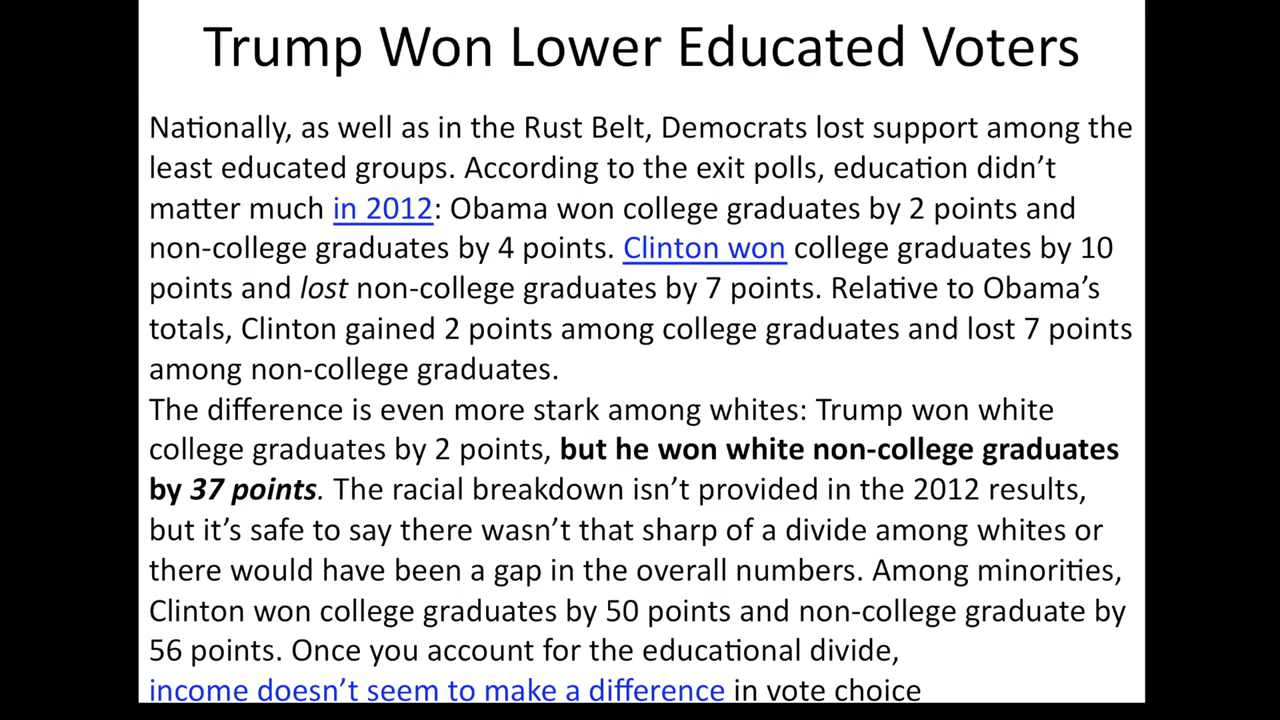 Trump Won Lower Educated Voters
Nationally, as well as in the Rust Belt, Democrats lost support among the
least educated groups. According to the exit polls, education didn’t
matter much in 2012: Obama won college graduates by 2 points and
non-college graduates by 4 points. Clinton won college graduates by 10
points and lost non-college graduates by 7 points. Relative to Obama’s
totals, Clinton gained 2 points among college graduates and lost 7 points
among non-college graduates.
The difference is even more stark among whites: Trump won white
college graduates by 2 points, but he won white non-college graduates
by 37 points. The racial breakdown isn’t provided in the 2012 results,
but it’s safe to say there wasn’t that sharp of a divide among whites or
there would have been a gap in the overall numbers. Among minorities,
Clinton won college graduates by 50 points and non-college graduate by
56 points. Once you account for the educational divide,
income doesn’t seem to make a difference in vote choice